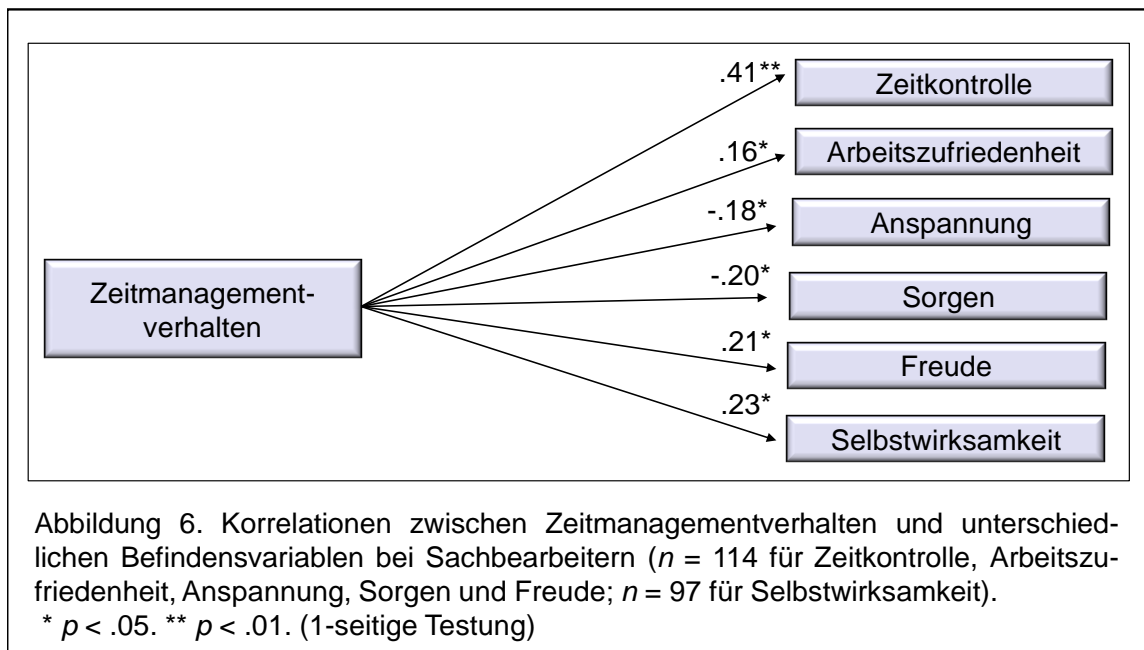 .41** Zeitkontrolle
.16* Arbeitszufriedenheit
-.18* Anspannung
-.20* Sorgen
Zeitmanagement-
verhalten
.21* Freude
.23* Selbstwirksamkeit
Abbildung 6. Korrelationen zwischen Zeitmanagementverhalten und unterschied-
lichen Befindensvariablen bei Sachbearbeitern (n = 114 für Zeitkontrolle, Arbeitszu-
friedenheit, Anspannung, Sorgen und Freude; n = 97 für Selbstwirksamkeit).
* p < .05. ** p < .01. (1-seitige Testung)